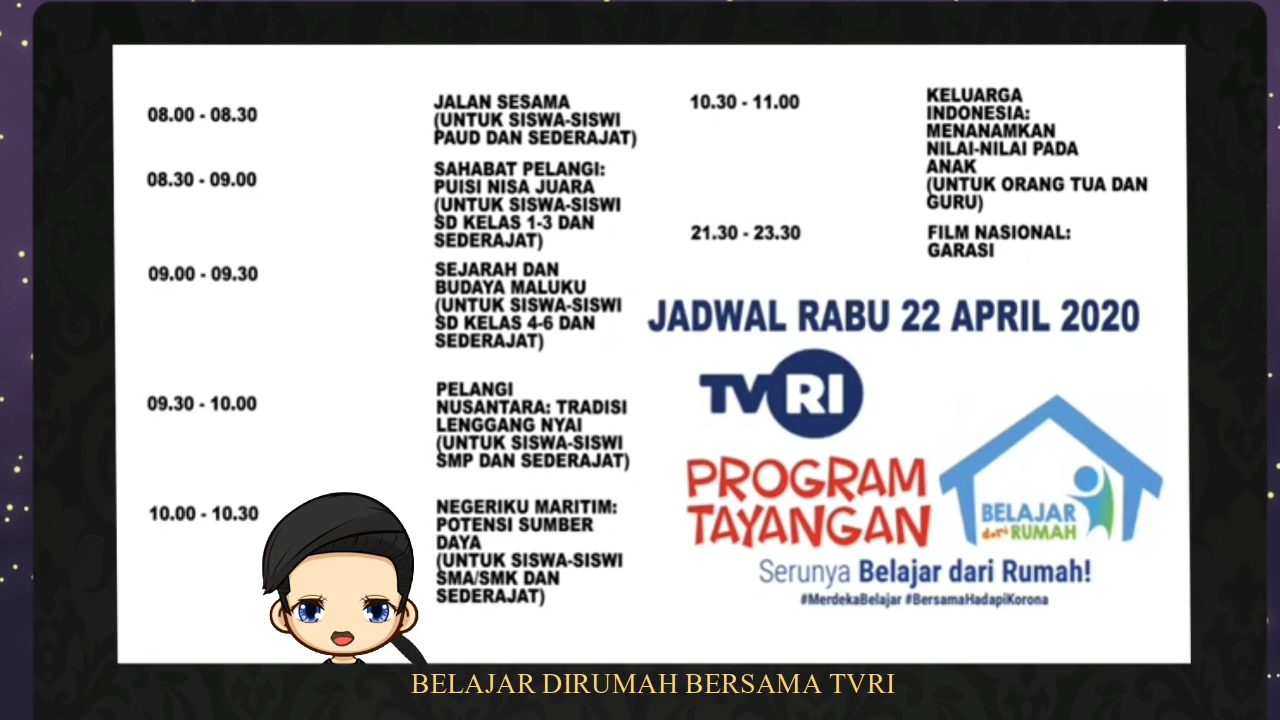 08.00 - 08.30
JALAN SESAMA
(UNTUK SISWA-SISWI
PAUD DAN SEDERAJAT)
08.30 - 09.00
SAHABAT PELANGI:
PUISI NISA JUARA
(UNTUK SISWA-SISWI
SD KELAS 1-3 DAN
SEDERAJAT)
09.00 - 09.30
SEJARAH DAN
BUDAYA MALUKU
(UNTUK SISWA-SISWI
SD KELAS 4-6 DAN
SEDERAJAT)
09.30 - 10.00
PELANGI
NUSANTARA: TRADISI
LENGGANG NYAI
(UNTUK SISWA-SISWI
SMP DAN SEDERAJAT)
10.00 - 10.30
NEGERIKU MARITIM:
POTENSI SUMBER
DAYA
(UNTUK SISWA-SISWI
SMA/SMK DAN
SEDERAJAT)
10.30 - 11.00
KELUARGA
INDONESIA:
MENANAMKAN
NILAI-NILAI PADA
ANAK
(UNTUK ORANG TUA DAN
GURU)
21.30 - 23.30
FILM NASIONAL:
GARASI
JADWAL RABU 22 APRIL 2020
TVRI
PROGRAM
TAYANGAN
BELAJAR
dari RUMAH
Serunya Belajar dari Rumah!
#MerdekaBelajar #BersamaHadapiKorona
BELAJAR DIRUMAH BERSAMA TVRI